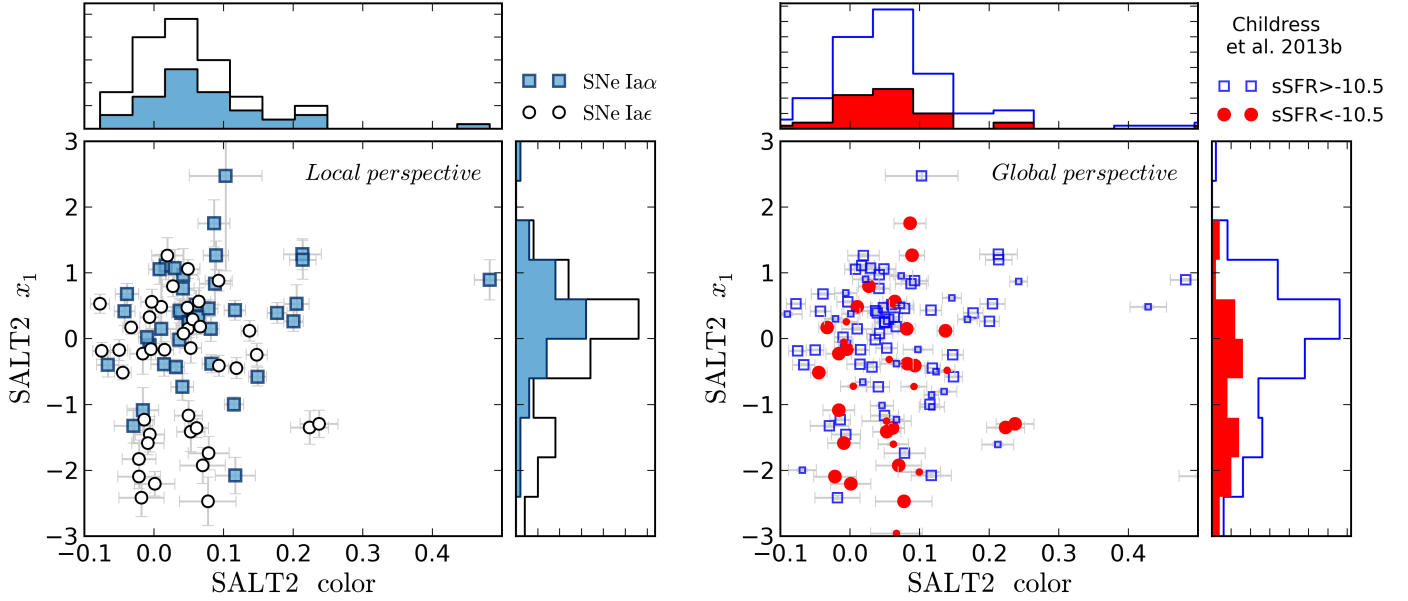 SNe Iaα
SNe Iaϵ
Childress
et al. 2013b
sSFR>-10.5
sSFR<-10.5
Local perspective
Global perspective
3
2
1
0
−1
−2
−3
SALT2 x₁
−0.1 0.0 0.1 0.2 0.3 0.4
SALT2 color
3
2
1
0
−1
−2
−3
SALT2 x₁
−0.1 0.0 0.1 0.2 0.3 0.4
SALT2 color